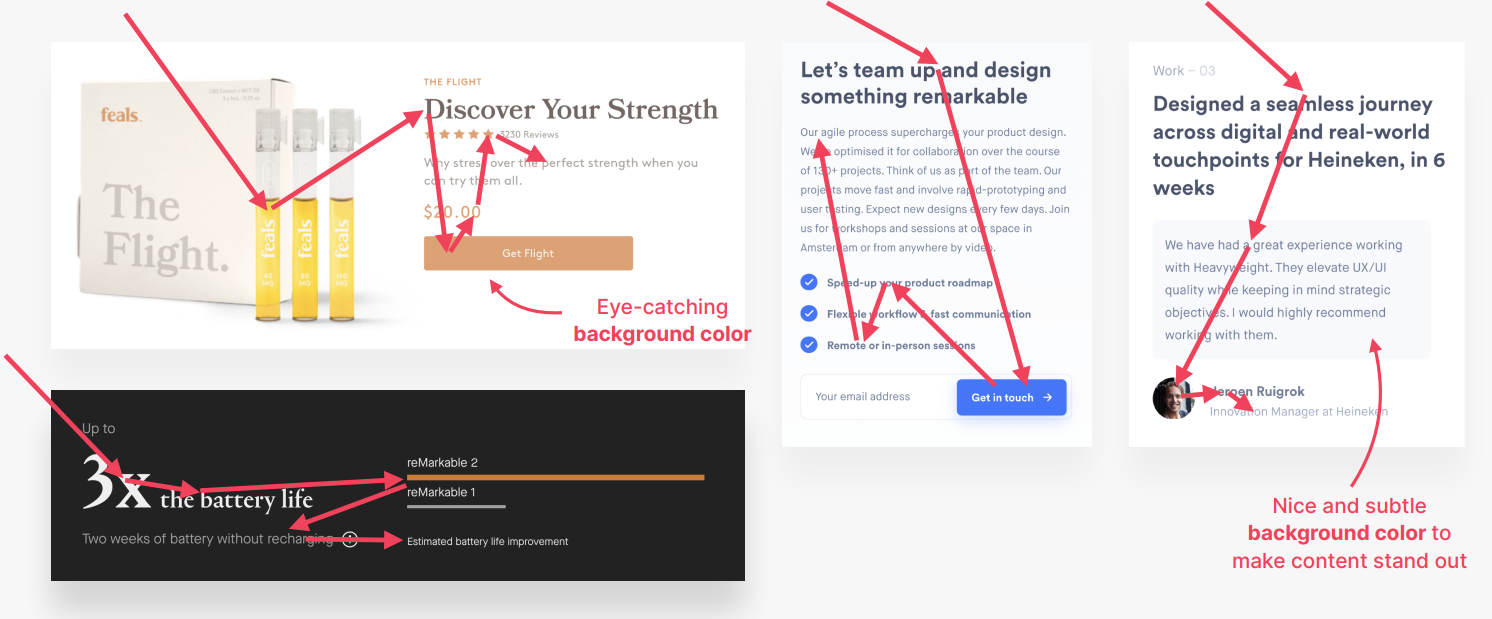 feals.
The
Flight.
feals
feals
feals
THE FLIGHT
Discover Your Strength
3230 Reviews
Why stress over the perfect strength when you
can try them all.
$20.00
Get Flight
Eye-catching
background color
Up to
3x the battery life
Two weeks of battery without recharging
reMarkable 2
reMarkable 1
Estimated battery life improvement
Let's team up and design
something remarkable
Our agile process supercharges your product design.
We've optimised it for collaboration over the course
of 130+ projects. Think of us as part of the team. Our
projects move fast and involve rapid-prototyping and
user testing. Expect new designs every few days. Join
us for workshops and sessions at our space in
Amsterdam or from anywhere by video.
Speed-up your product roadmap
Flexible workflow & fast communication
Remote or in-person sessions
Your email address
Get in touch →
Work – 03
Designed a seamless journey
across digital and real-world
touchpoints for Heineken, in 6
weeks
We have had a great experience working
with Heavyweight. They elevate UX/UI
quality while keeping in mind strategic
objectives. I would highly recommend
working with them.
Jeroen Ruigrok
Innovation Manager at Heineken
Nice and subtle
background color to
make content stand out